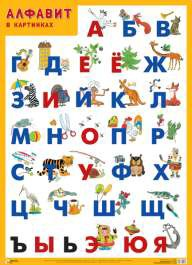 АЛФАВИТ
В КАРТИНКАХ
А Б В
Г Д Е Ё Ж
З И Й К Л
М Н О П Р
С Т У Ф Х
Ц Ч Ш Щ
Ъ Ы Ь Э Ю Я